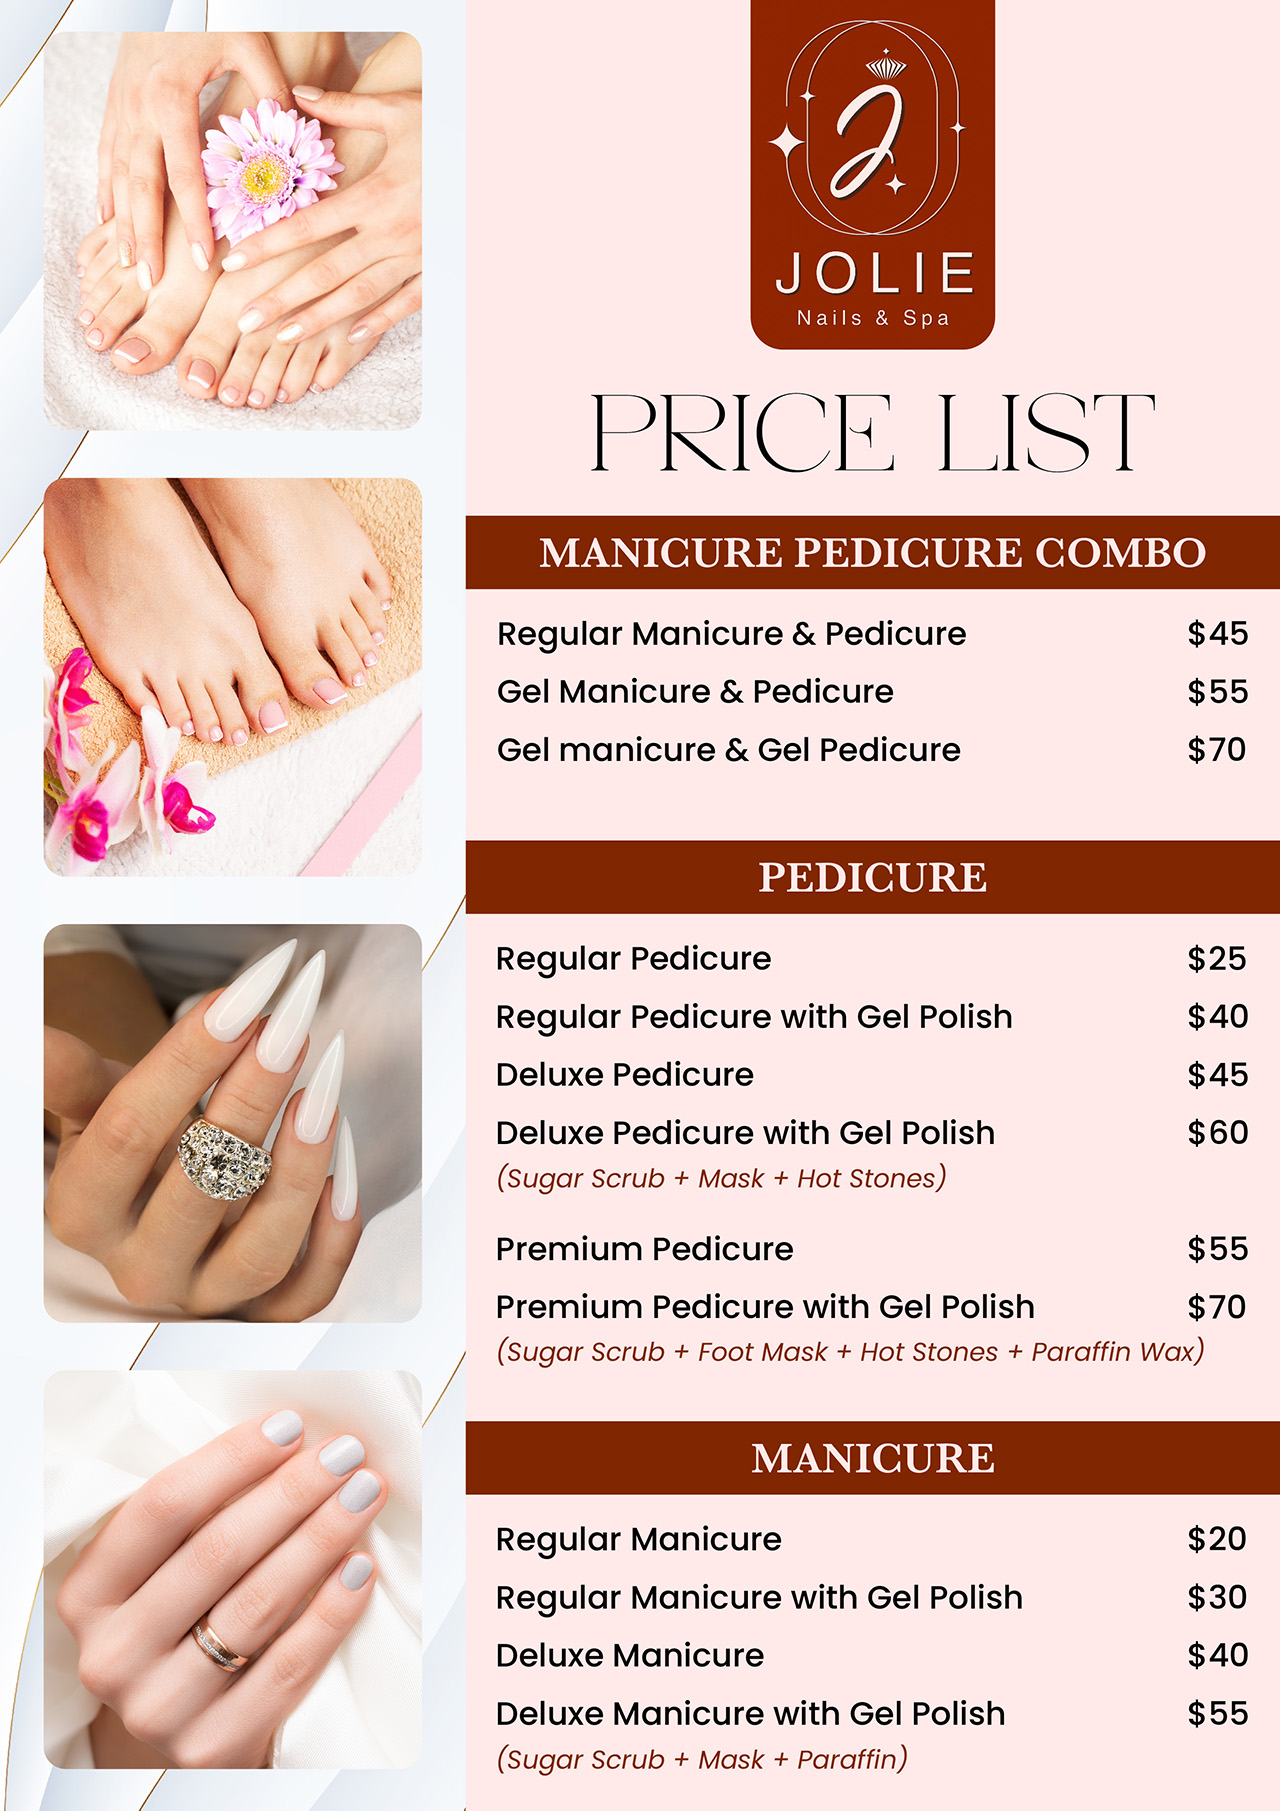 J
JOLIE
Nails & Spa
PRICE LIST
MANICURE PEDICURE COMBO
Regular Manicure & Pedicure $45
Gel Manicure & Pedicure $55
Gel manicure & Gel Pedicure $70
PEDICURE
Regular Pedicure $25
Regular Pedicure with Gel Polish $40
Deluxe Pedicure $45
Deluxe Pedicure with Gel Polish $60
(Sugar Scrub + Mask + Hot Stones)
Premium Pedicure $55
Premium Pedicure with Gel Polish $70
(Sugar Scrub + Foot Mask + Hot Stones + Paraffin Wax)
MANICURE
Regular Manicure $20
Regular Manicure with Gel Polish $30
Deluxe Manicure $40
Deluxe Manicure with Gel Polish $55
(Sugar Scrub + Mask + Paraffin)